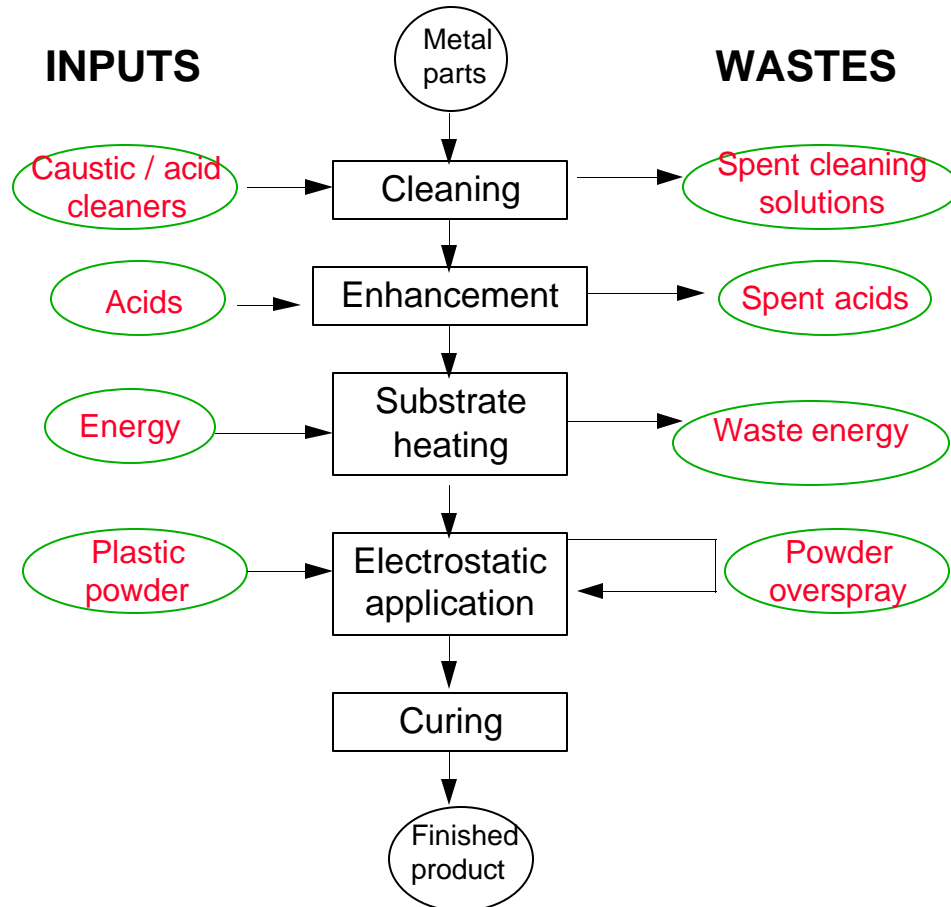 Metal
parts
INPUTS
WASTES
Caustic / acid
cleaners
Cleaning
Spent cleaning
solutions
Acids
Enhancement
Spent acids
Energy
Substrate
heating
Waste energy
Plastic
powder
Electrostatic
application
Powder
overspray
Curing
Finished
product